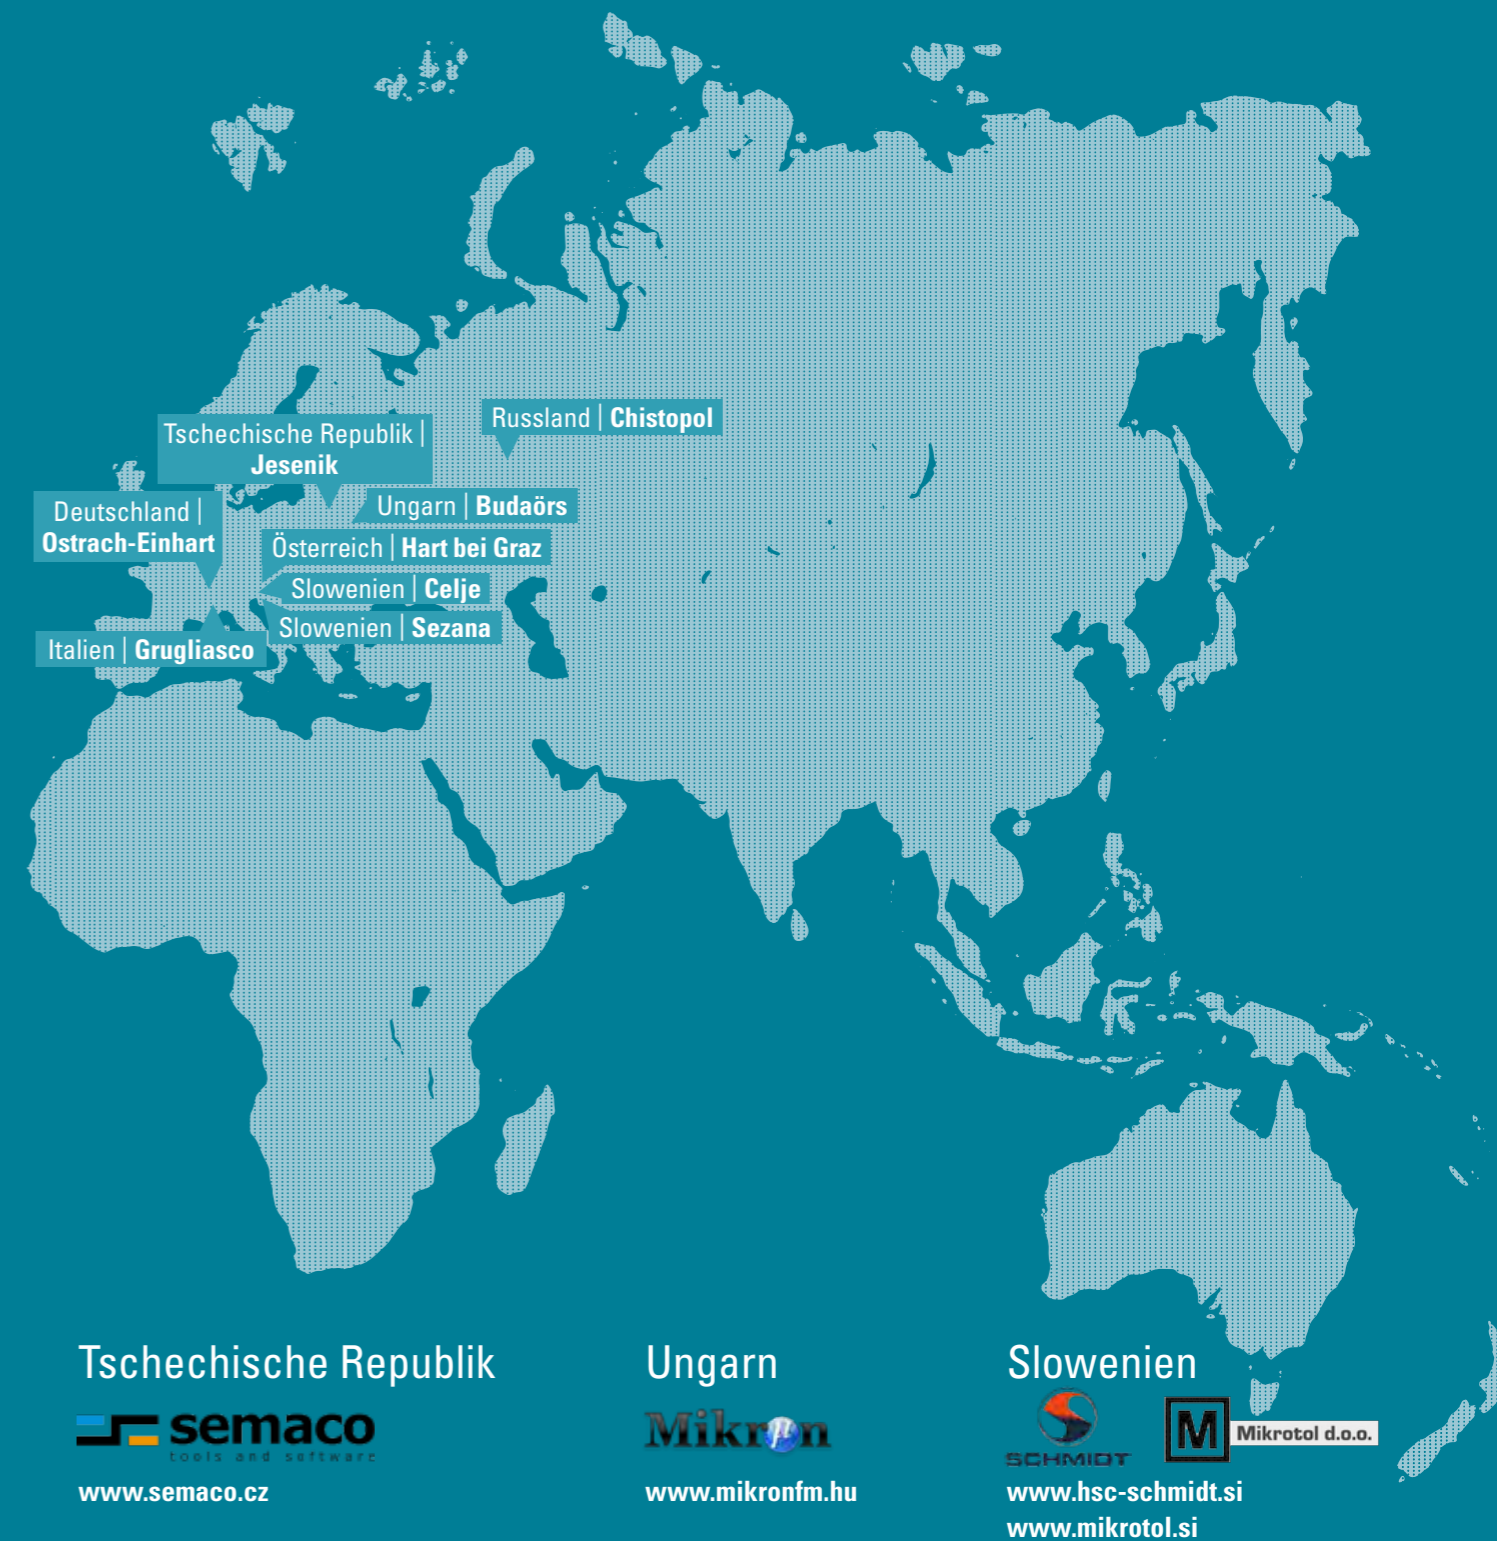 Russland | Chistopol
Tschechische Republik |
Jesenik
Ungarn | Budaörs
Deutschland |
Ostrach-Einhart
Österreich | Hart bei Graz
Slowenien | Celje
Slowenien | Sezana
Italien | Grugliasco
Tschechische Republik
semaco
tools and software
www.semaco.cz
Ungarn
Mikrµn
www.mikronfm.hu
Slowenien
SCHMIDT
M
Mikrotol d.o.o.
www.hsc-schmidt.si
www.mikrotol.si